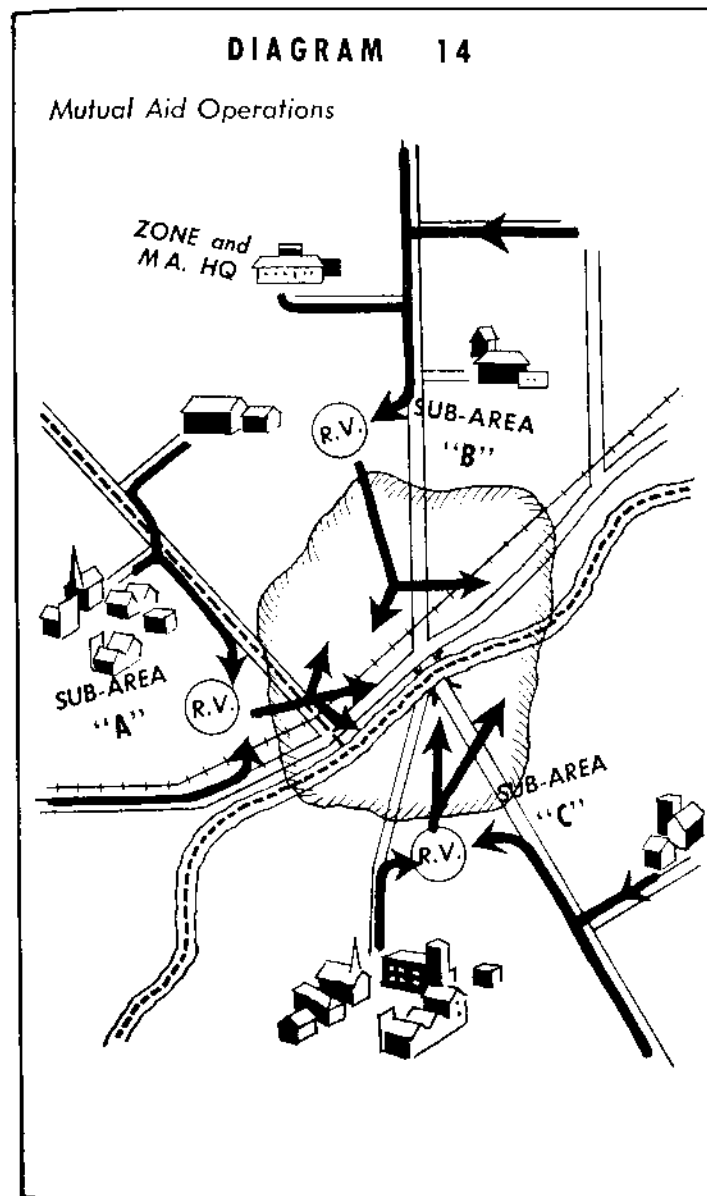 DIAGRAM 14
Mutual Aid Operations
ZONE and
M A. HQ
R.V.
SUB-AREA
"B"
SUB-AREA
"A"
R.V.
SUB-AREA
"C"
R.V.